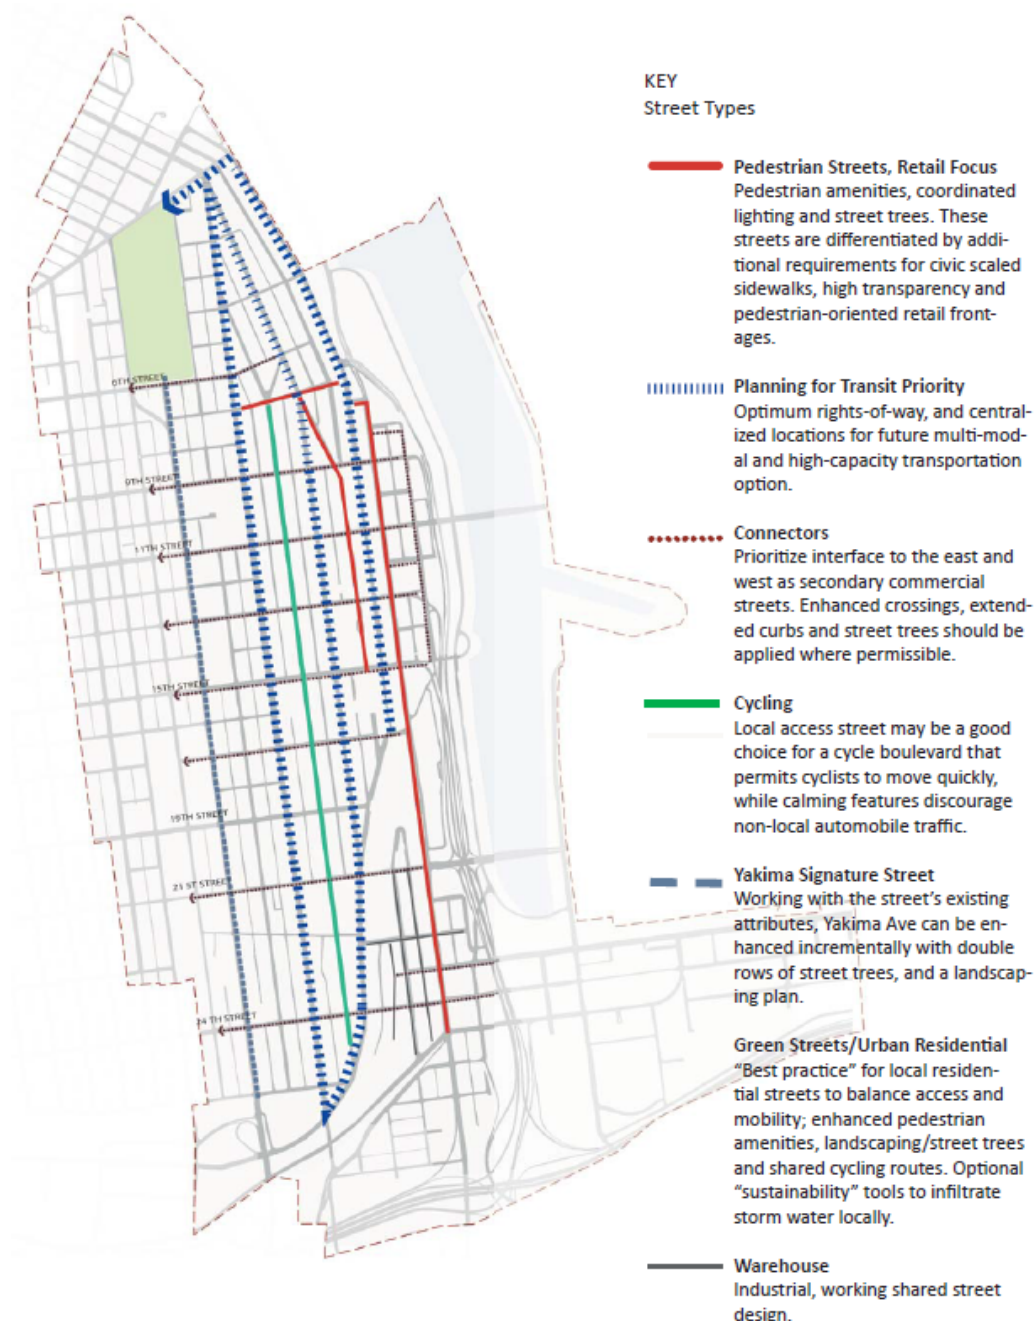 KEY
Street Types
Pedestrian Streets, Retail Focus
Pedestrian amenities, coordinated
lighting and street trees. These
streets are differentiated by addi-
tional requirements for civic scaled
sidewalks, high transparency and
pedestrian-oriented retail front-
ages.
Planning for Transit Priority
Optimum rights-of-way, and central-
ized locations for future multi-mod-
al and high-capacity transportation
option.
Connectors
Prioritize interface to the east and
west as secondary commercial
streets. Enhanced crossings, extend-
ed curbs and street trees should be
applied where permissible.
Cycling
Local access street may be a good
choice for a cycle boulevard that
permits cyclists to move quickly,
while calming features discourage
non-local automobile traffic.
Yakima Signature Street
Working with the street's existing
attributes, Yakima Ave can be en-
hanced incrementally with double
rows of street trees, and a landscap-
ing plan.
Green Streets/Urban Residential
"Best practice" for local residen-
tial streets to balance access and
mobility; enhanced pedestrian
amenities, landscaping/street trees
and shared cycling routes. Optional
"sustainability" tools to infiltrate
storm water locally.
Warehouse
Industrial, working shared street
design.
6TH STREET
9TH STREET
11TH STREET
15TH STREET
19TH STREET
21 ST STREET
24 TH STREET